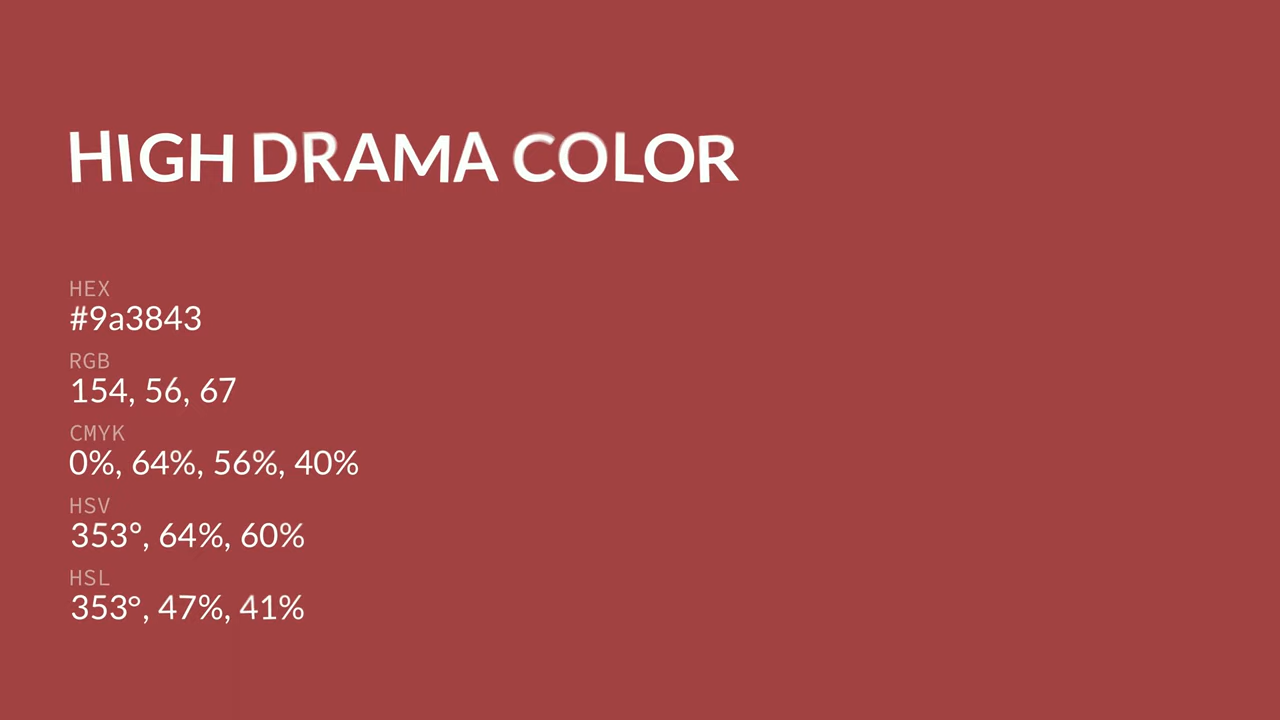 HIGH DRAMA COLOR
HEX
#9a3843
RGB
154, 56, 67
CMYK
0%, 64%, 56%, 40%
HSV
353°, 64%, 60%
HSL
353°, 47%, 41%